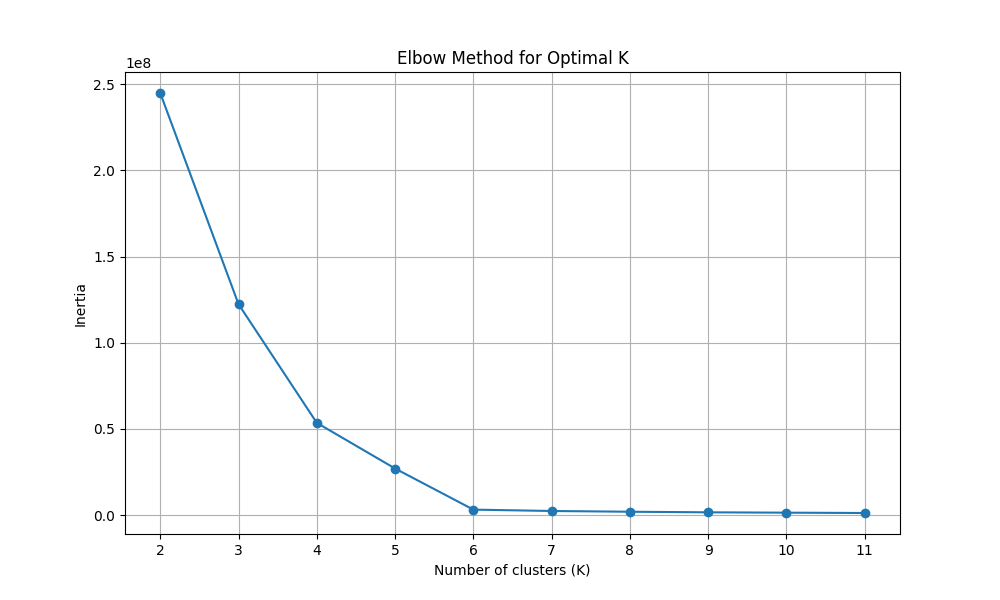 Elbow Method for Optimal K
1e8
2.5
2.0
1.5
1.0
0.5
0.0
Inertia
2 3 4 5 6 7 8 9 10 11
Number of clusters (K)